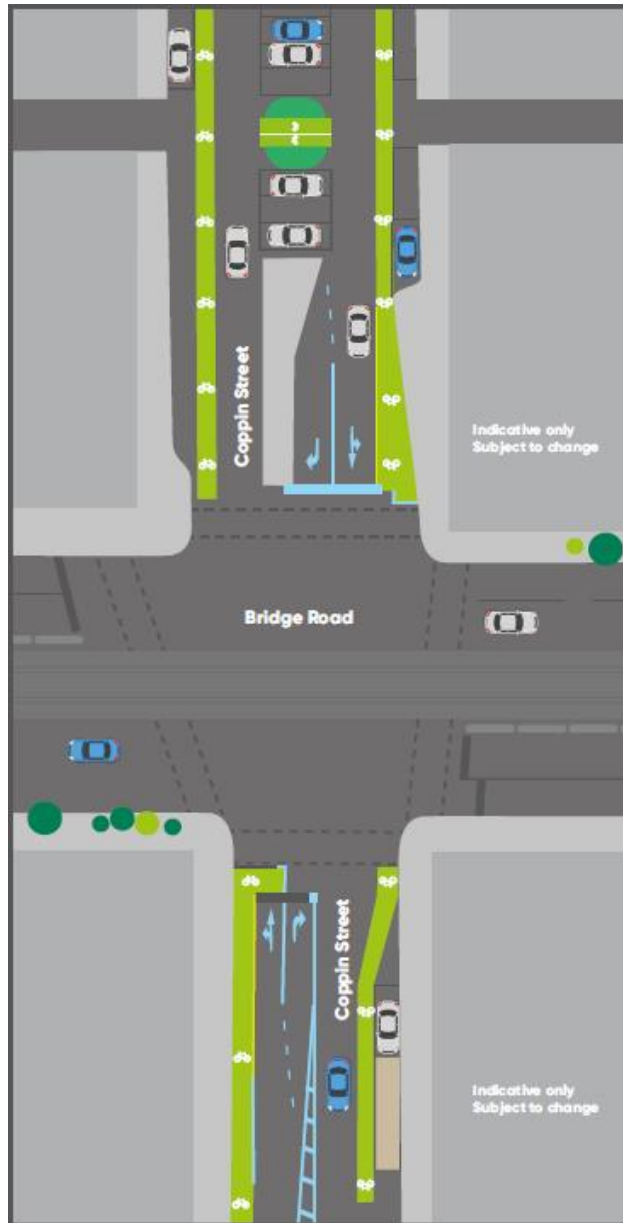 Coppin Street
Indicative only
Subject to change
Bridge Road
Coppin Street
Indicative only
Subject to change